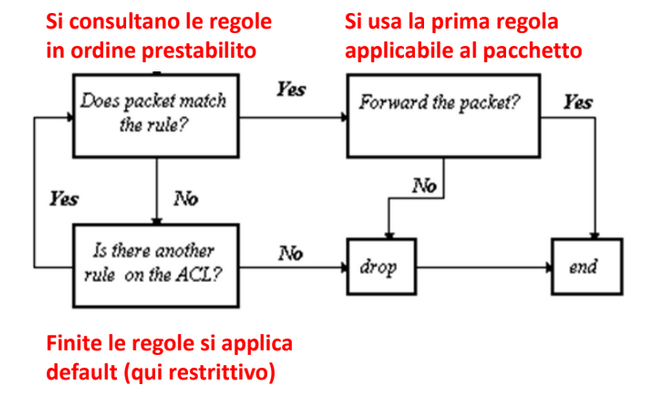 Si consultano le regole
in ordine prestabilito
Si usa la prima regola
applicabile al pacchetto
Does packet match
the rule?
Yes
Forward the packet?
Yes
Yes
No
No
Is there another
rule on the ACL?
No
drop
end
Finite le regole si applica
default (qui restrittivo)